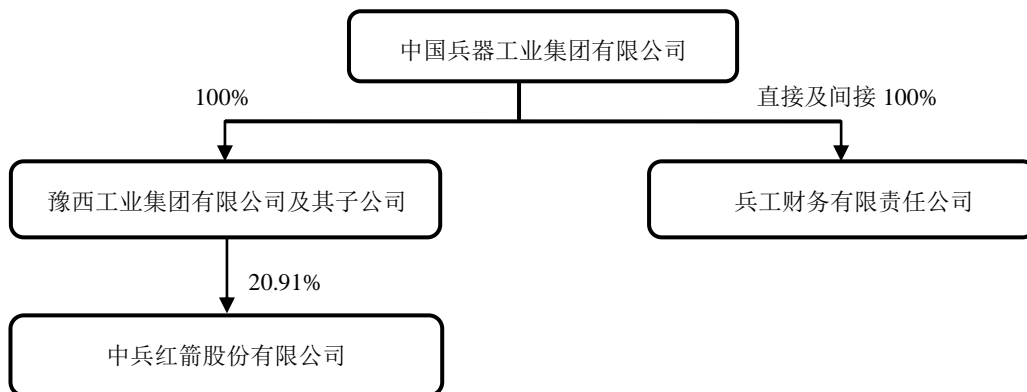 中国兵器工业集团有限公司
100%
直接及间接 100%
豫西工业集团有限公司及其子公司
兵工财务有限责任公司
20.91%
中兵红箭股份有限公司